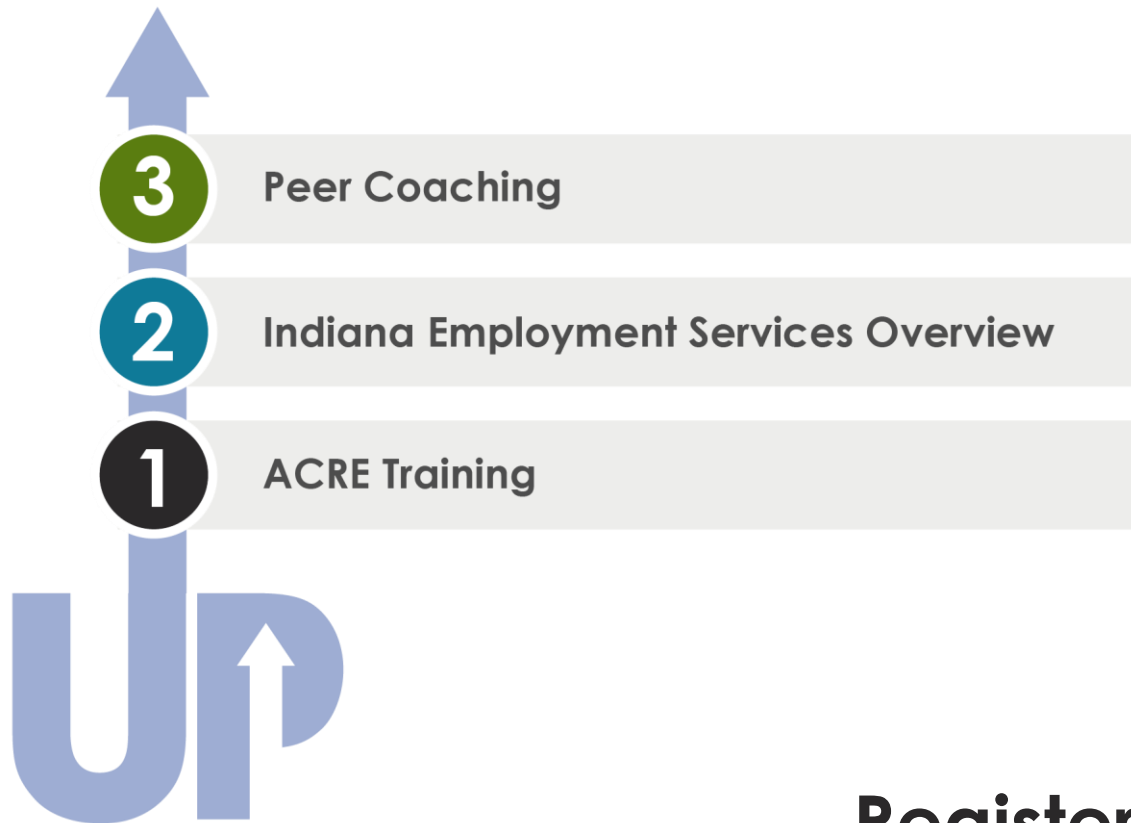 3 Peer Coaching
2 Indiana Employment Services Overview
1 ACRE Training
UP